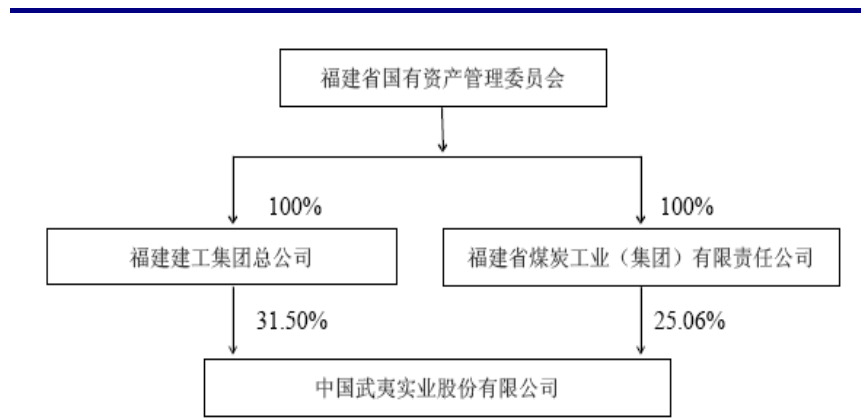 福建省国有资产管理委员会
100%
100%
福建建工集团总公司
福建省煤炭工业（集团）有限责任公司
31.50%
25.06%
中国武夷实业股份有限公司